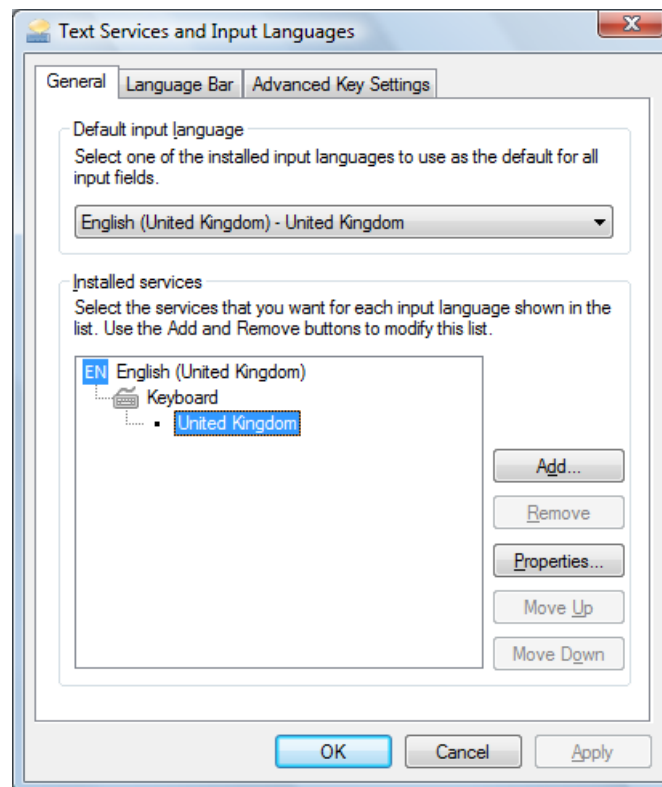 Text Services and Input Languages
General
Language Bar
Advanced Key Settings
Default input language
Select one of the installed input languages to use as the default for all
input fields.
English (United Kingdom) - United Kingdom
Installed services
Select the services that you want for each input language shown in the
list. Use the Add and Remove buttons to modify this list.
EN English (United Kingdom)
Keyboard
United Kingdom
Add...
Remove
Properties...
Move Up
Move Down
OK
Cancel
Apply